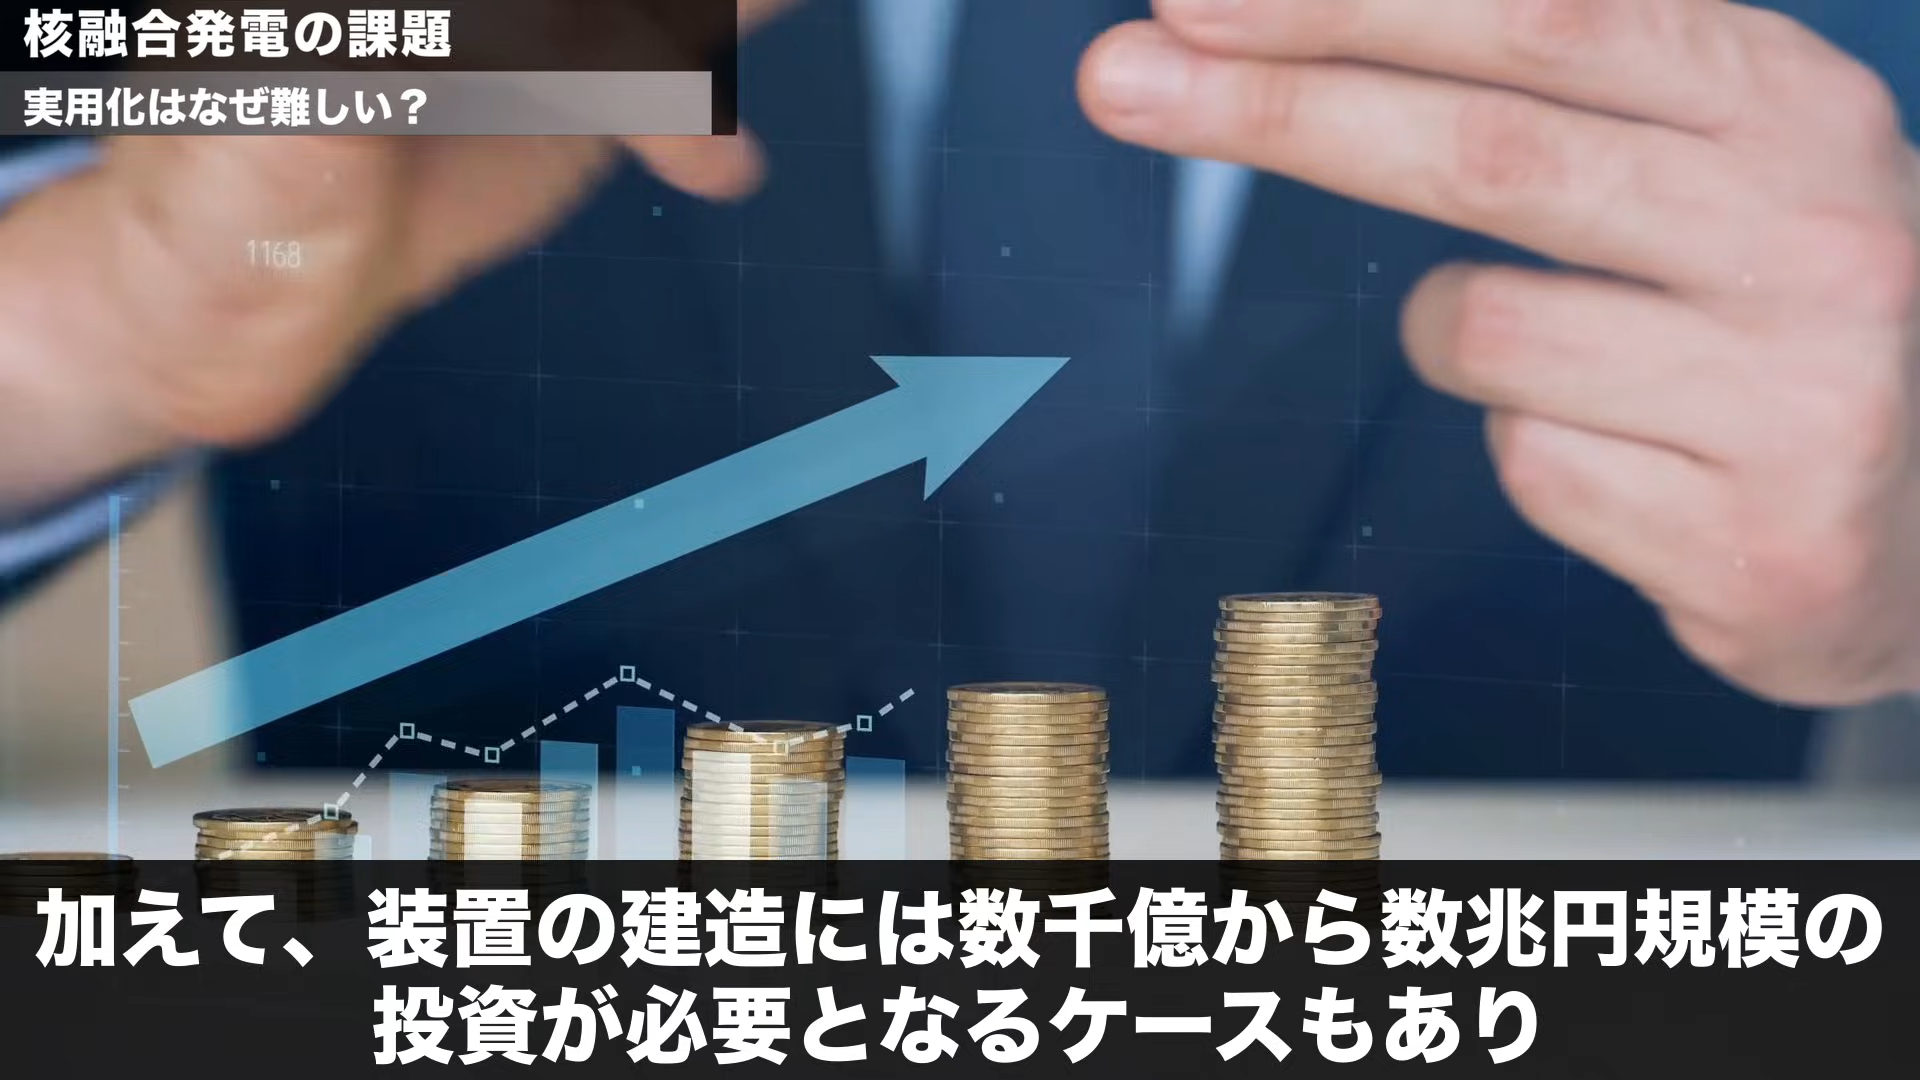 核融合発電の課題
実用化はなぜ難しい？
1168
加えて、装置の建造には数千億から数兆円規模の
投資が必要となるケースもあり